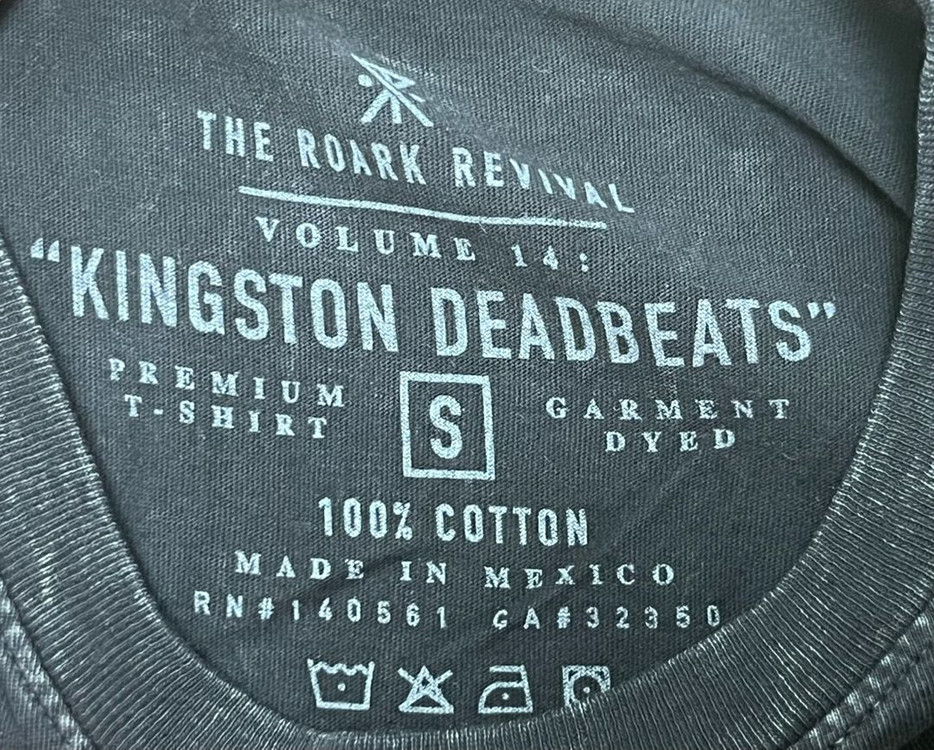 THE ROARK REVIVAL
VOLUME 14:
“KINGSTON DEADBEATS”
PREMIUM
T-SHIRT
S
GARMENT
DYED
100% COTTON
MADE IN MEXICO
RN#140561 CA#32350